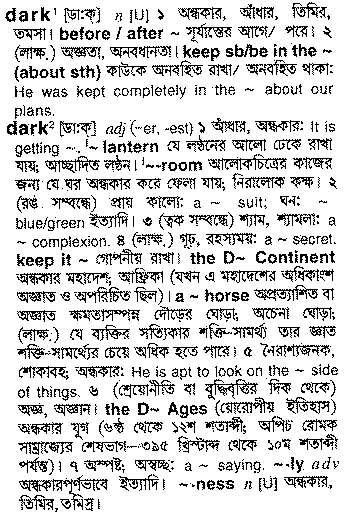 dark¹ [ডা:ক্] n [U] ১ অন্ধকার, আঁধার, তিমির,
তমসা। before / after ~ সূর্যাস্তের আগে/ পরে। ২
(লাক্ষ.) অজ্ঞতা, অনবধানতা। keep sb/be in the ~
(about sth) কাউকে অনবহিত রাখা/ অনবহিত থাকা:
He was kept completely in the ~ about our
plans.
dark² [ডা:ক্] adj (~er, -est) ১ আঁধার, অন্ধকার: It is
getting ~. ¹~ lantern যে লণ্ঠনের আলো ঢেকে রাখা
যায়; আচ্ছাদিত লণ্ঠন। ¹~-room আলোকচিত্রের কাজের
জন্য যে ঘর অন্ধকার করে ফেলা যায়; নিরালোক কক্ষ। ২
(রঙ সম্বন্ধে) প্রায় কালো: a ~ suit; ঘন: ~
blue/green ইত্যাদি। ৩ (ত্বক সম্বন্ধে) শ্যাম, শ্যামলা: a
~ complexion. ৪ (লাক্ষ.) গূঢ়, রহস্যময়: a ~ secret.
keep it ~ গোপনীয় রাখা। the D~ Continent
অন্ধকার মহাদেশ; আফ্রিকা (যখন এ মহাদেশের অধিকাংশ
অজ্ঞাত ও অপরিচিত ছিল)। a ~ horse অপ্রত্যাশিত বা
অজ্ঞাত ক্ষমতাসম্পন্ন দৌড়ের ঘোড়া; অচেনা ঘোড়া;
(লাক্ষ.) যে ব্যক্তির সত্যিকার শক্তি-সামর্থ্য তার জ্ঞাত
শক্তি-সামর্থ্যের চেয়ে অধিক হতে পারে। ৫ নৈরাশ্যজনক,
শোকাবহ; অন্ধকার: He is apt to look on the ~ side
of things. ৬ (শ্রেয়োনীতি বা বুদ্ধিবৃত্তির দিক থেকে)
অজ্ঞ, অজ্ঞান। the D~ Ages (য়োরোপীয় ইতিহাস)
অন্ধকার যুগ (৬ষ্ঠ থেকে ১২শ শতাব্দী; অপিচ রোমক
সাম্রাজ্যের শেষভাগ—৩৯৫ খ্রিস্টাব্দ থেকে ১০ম শতাব্দী
পর্যন্ত)। ৭ অস্পষ্ট; অস্বচ্ছ: a ~ saying. ~·ly adv
অন্ধকারপূর্ণভাবে ইত্যাদি। ~·ness n [U] অন্ধকার,
তিমির, তমিস্র।